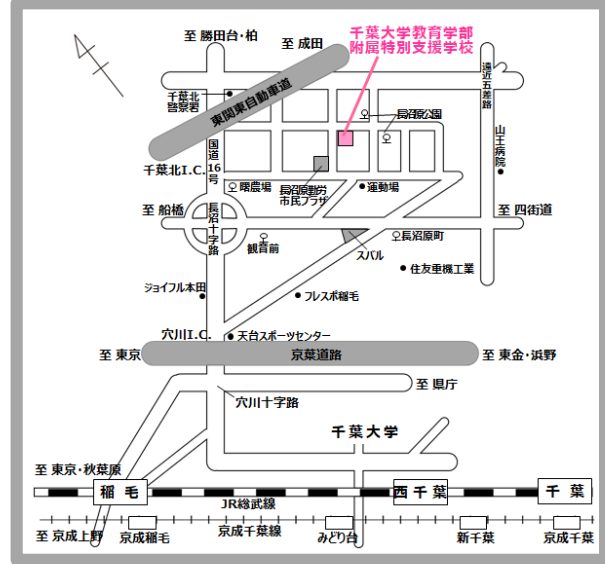 千葉大学教育学部
附属特別支援学校
至 勝田台・柏
至 成田
遠近五差路
千葉北
警察署
東関東自動車道
長沼原公園
山王病院
国道16号
千葉北I.C.
曙農場
長沼原勤労
市民プラザ
運動場
至 船橋
長沼十字路
至 四街道
観音前
長沼原町
スバル
住友重機工業
ジョイフル本田
フレスポ稲毛
穴川I.C.
天台スポーツセンター
至 東京
京葉道路
至 東金・浜野
至 県庁
穴川十字路
千葉大学
至 東京・秋葉原
稲毛
西千葉
千葉
JR総武線
至 京成上野
京成稲毛
京成千葉線
みどり台
新千葉
京成千葉